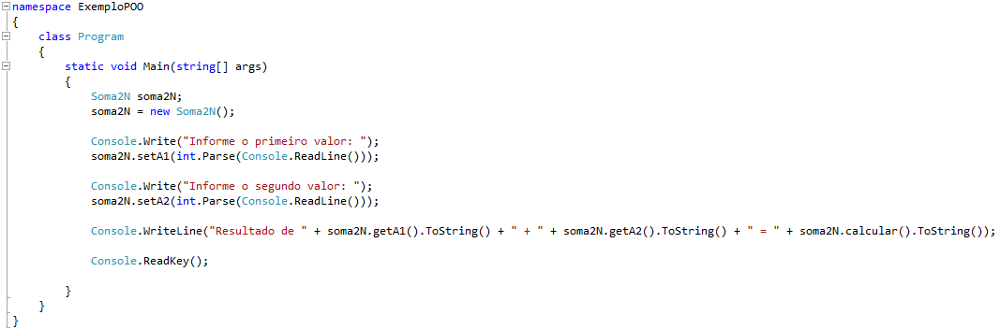 namespace ExemploPOO
{
    class Program
    {
        static void Main(string[] args)
        {
            Soma2N soma2N;
            soma2N = new Soma2N();

            Console.Write("Informe o primeiro valor: ");
            soma2N.setA1(int.Parse(Console.ReadLine()));

            Console.Write("Informe o segundo valor: ");
            soma2N.setA2(int.Parse(Console.ReadLine()));

            Console.WriteLine("Resultado de " + soma2N.getA1().ToString() + " + " + soma2N.getA2().ToString() + " = " + soma2N.calcular().ToString());

            Console.ReadKey();

        }
    }
}